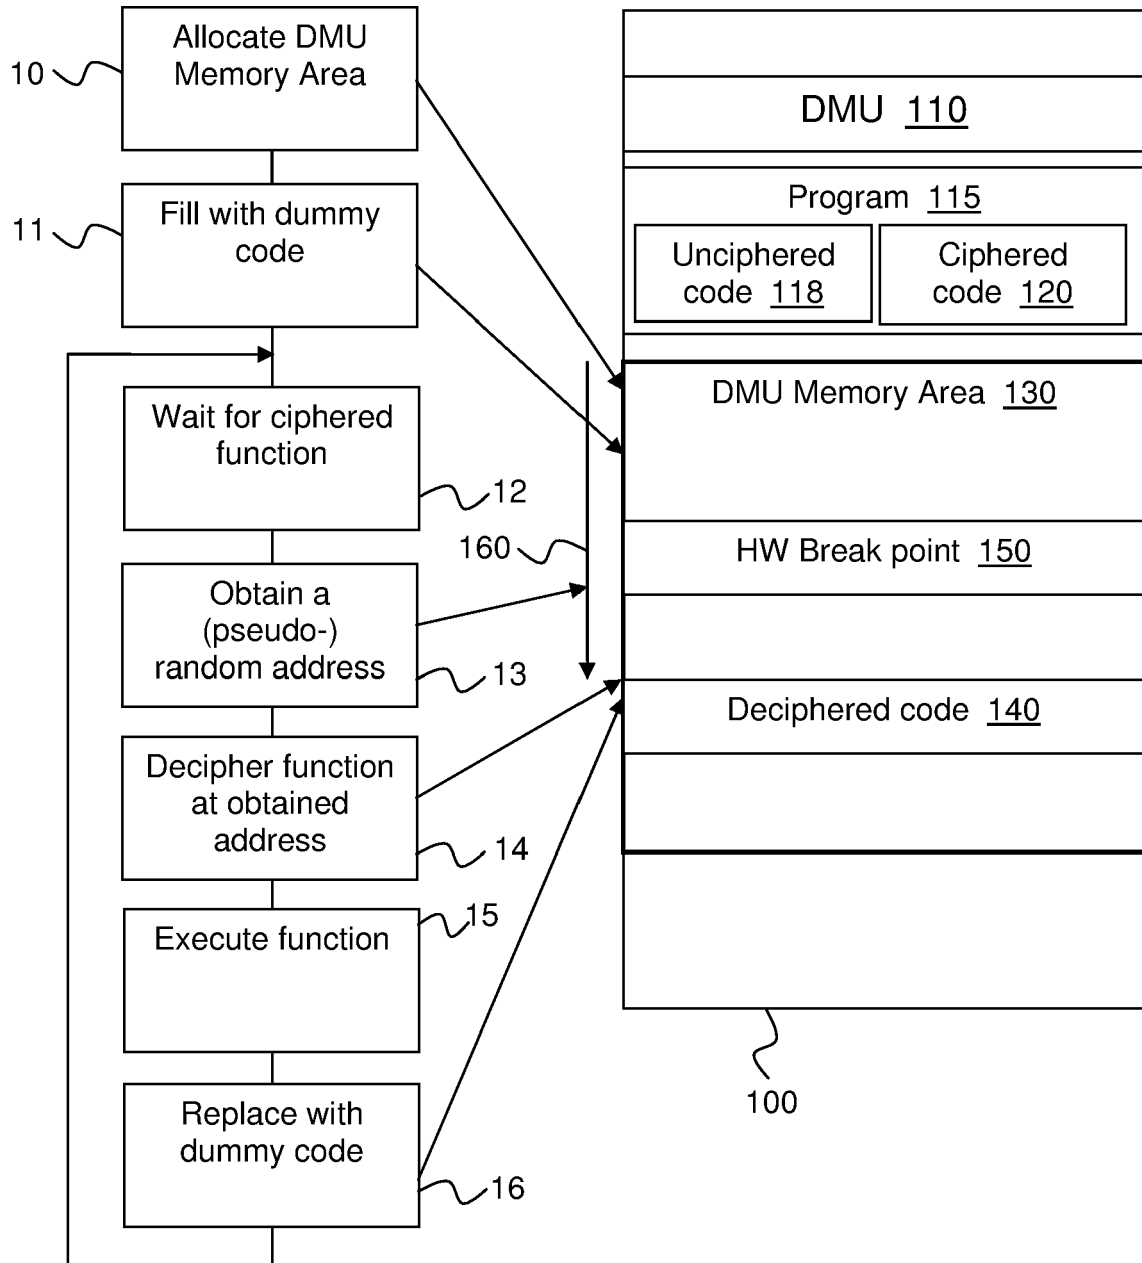 Allocate DMU
Memory Area
10
Fill with dummy
code
11
Wait for ciphered
function
12
Obtain a
(pseudo-)
random address
13
Decipher function
at obtained
address
14
Execute function
15
Replace with
dummy code
16
160
DMU 110
Program 115
Unciphered
code 118
Ciphered
code 120
DMU Memory Area 130
HW Break point 150
Deciphered code 140
100